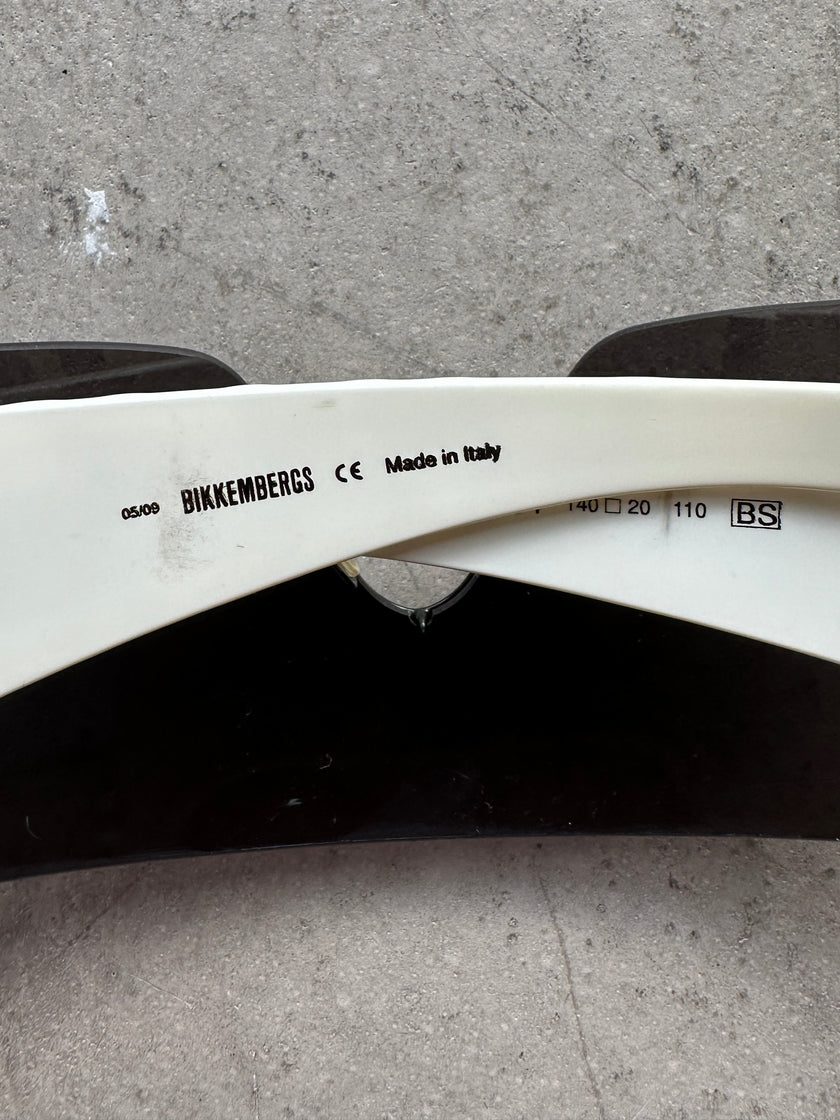 05/09 BIKKEMBERGS CE Made in Italy
140 □ 20 110 BS